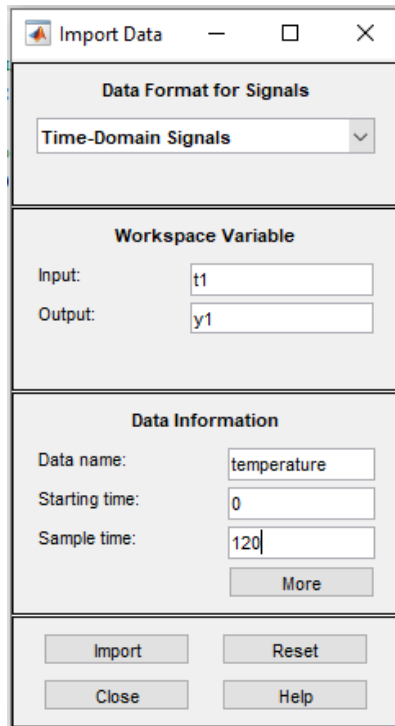 Import Data
Data Format for Signals
Time-Domain Signals
Workspace Variable
Input: t1
Output: y1
Data Information
Data name: temperature
Starting time: 0
Sample time: 120
More
Import Reset
Close Help